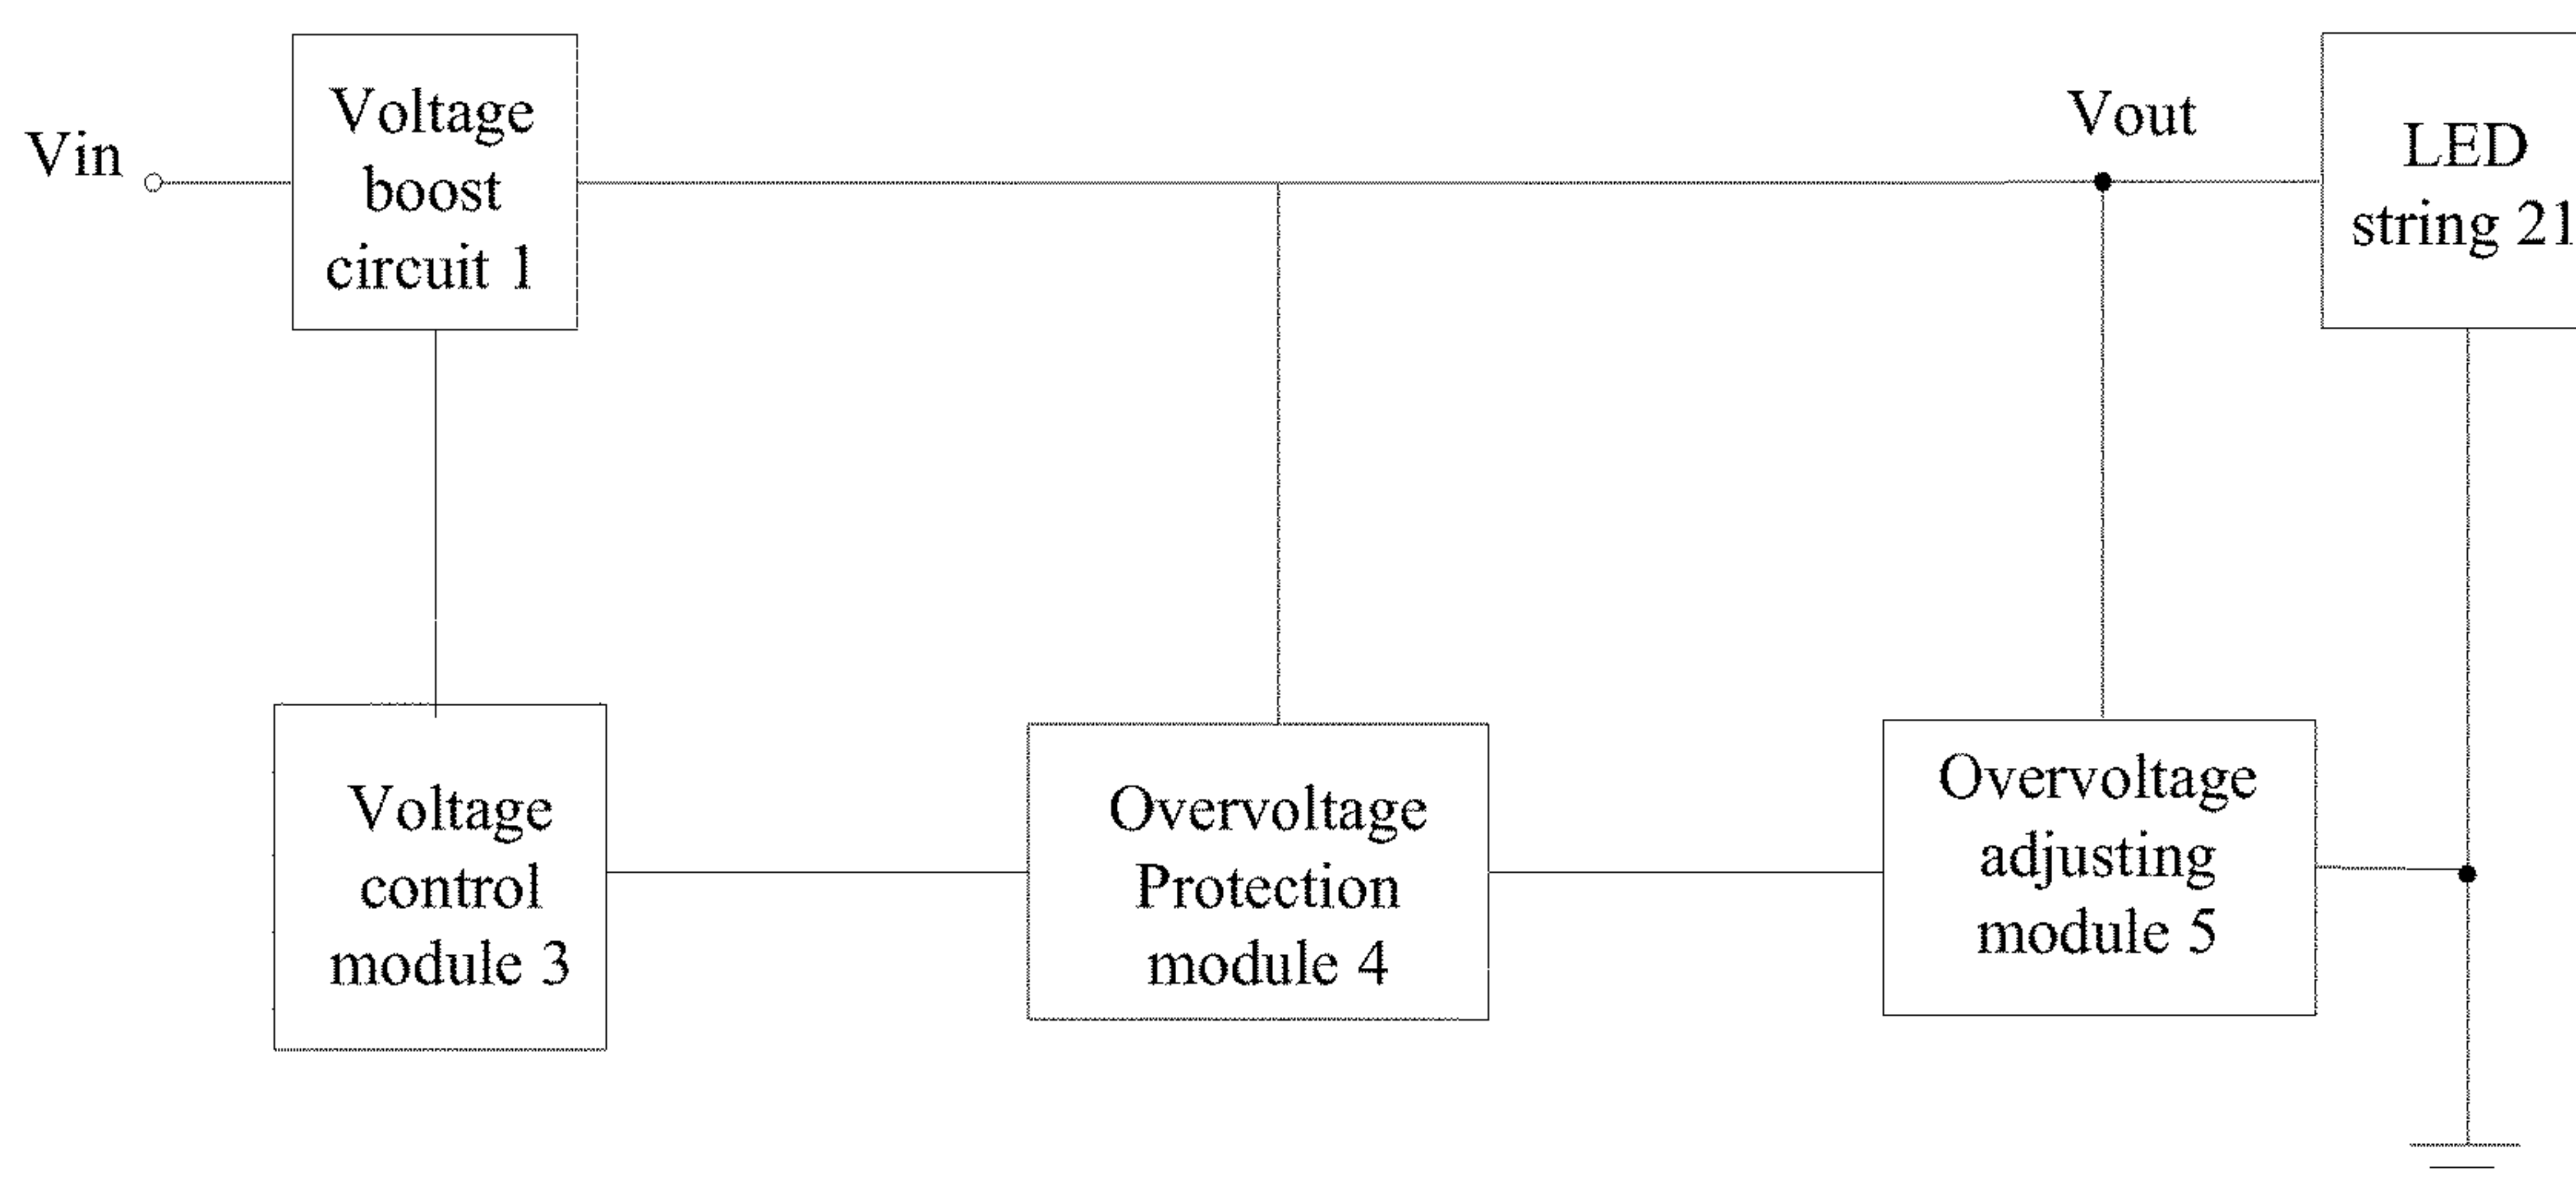 Vin
Voltage
boost
circuit 1
Vout
LED
string 21
Voltage
control
module 3
Overvoltage
Protection
module 4
Overvoltage
adjusting
module 5